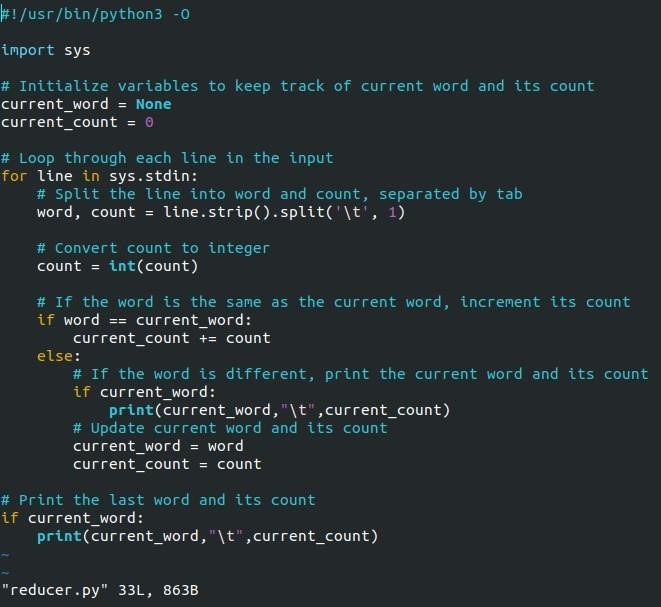 #!/usr/bin/python3 -O

import sys

# Initialize variables to keep track of current word and its count
current_word = None
current_count = 0

# Loop through each line in the input
for line in sys.stdin:
    # Split the line into word and count, separated by tab
    word, count = line.strip().split('\t', 1)

    # Convert count to integer
    count = int(count)

    # If the word is the same as the current word, increment its count
    if word == current_word:
        current_count += count
    else:
        # If the word is different, print the current word and its count
        if current_word:
            print(current_word,"\t",current_count)
        # Update current word and its count
        current_word = word
        current_count = count

# Print the last word and its count
if current_word:
    print(current_word,"\t",current_count)
~
~
"reducer.py" 33L, 863B